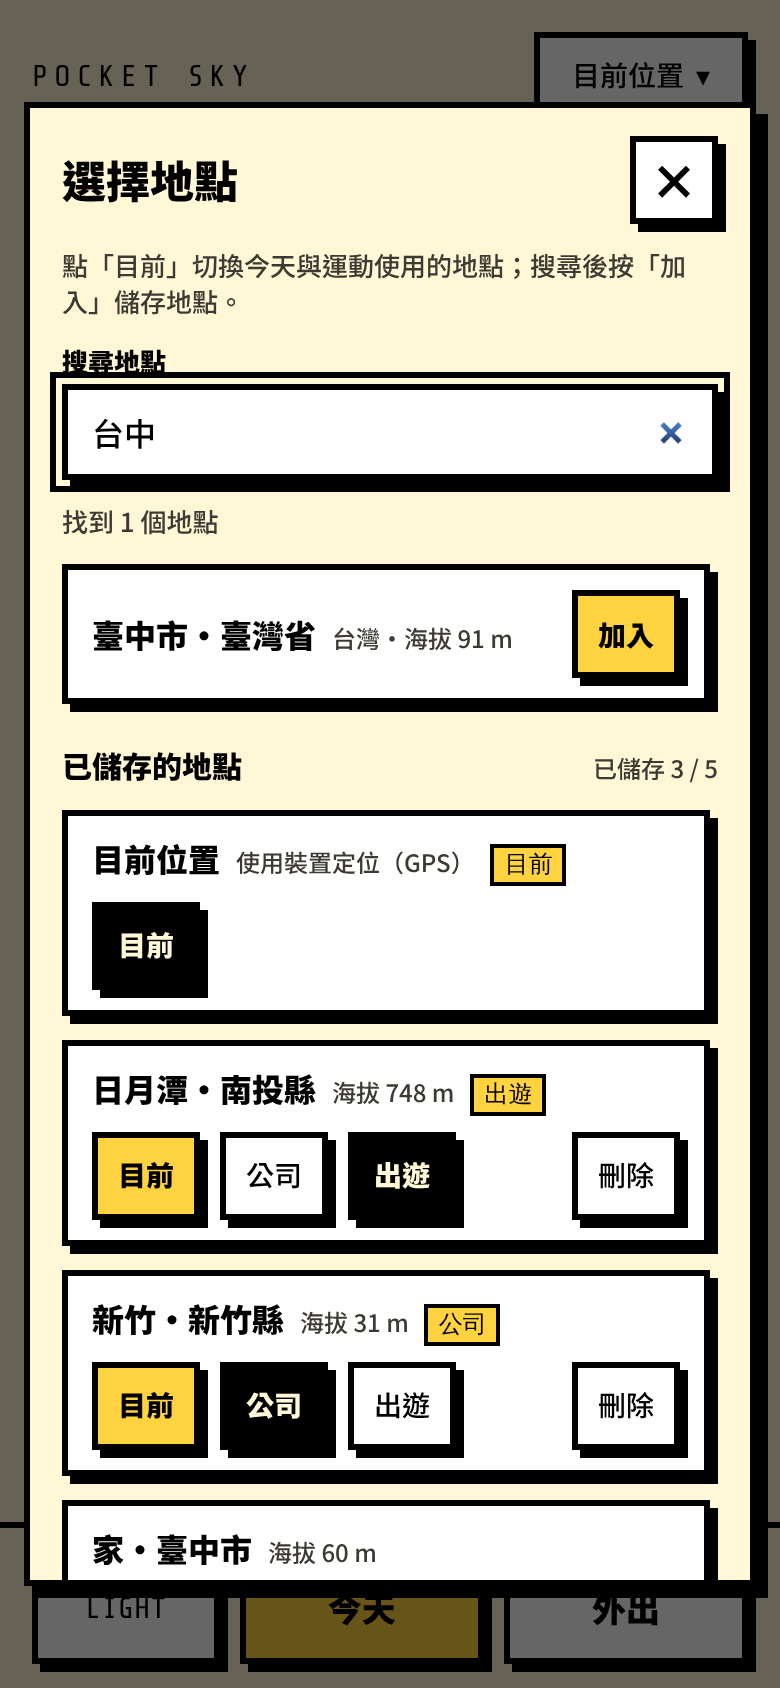 POCKET SKY
目前位置 ▼
選擇地點
✕
點「目前」切換今天與運動使用的地點；搜尋後按「加
入」儲存地點。
搜尋地點
台中 ✕
找到 1 個地點
臺中市・臺灣省 台灣・海拔 91 m 加入
已儲存的地點 已儲存 3 / 5
目前位置 使用裝置定位（GPS） 目前
目前
日月潭・南投縣 海拔 748 m 出遊
目前 公司 出遊 刪除
新竹・新竹縣 海拔 31 m 公司
目前 公司 出遊 刪除
家・臺中市 海拔 60 m
LIGHT 今天 外出